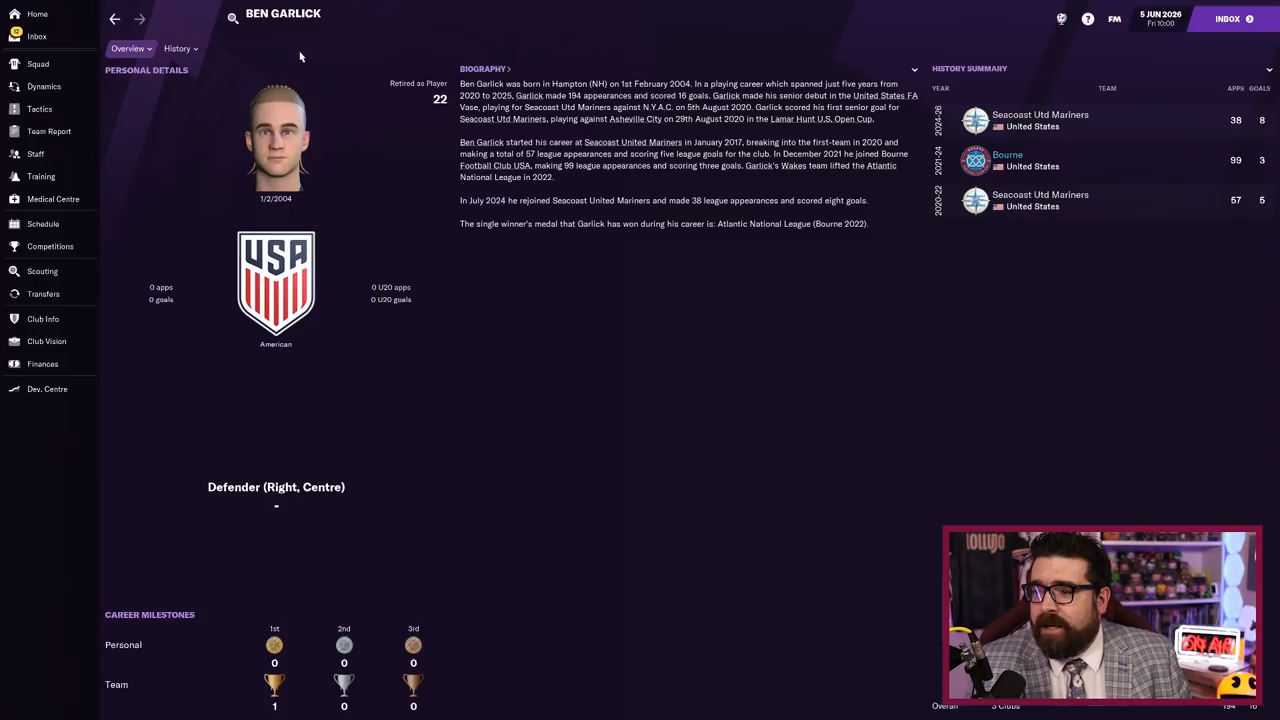 BEN GARLICK
5 JUN 2026
Fri 10:00
INBOX
FM
?
Home
12
Inbox
Squad
Dynamics
Tactics
Team Report
Staff
Training
Medical Centre
Schedule
Competitions
Scouting
Transfers
Club Info
Club Vision
Finances
Dev. Centre
Overview
History
PERSONAL DETAILS
Retired as Player
22
1/2/2004
USA
0 apps
0 goals
0 U20 apps
0 U20 goals
American
Defender (Right, Centre)
-
CAREER MILESTONES
1st 2nd 3rd
Personal
0 0 0
Team
1 0 0
BIOGRAPHY >
Ben Garlick was born in Hampton (NH) on 1st February 2004. In a playing career which spanned just five years from
2020 to 2025, Garlick made 194 appearances and scored 16 goals. Garlick made his senior debut in the United States FA
Vase, playing for Seacoast Utd Mariners against N.Y.A.C. on 5th August 2020. Garlick scored his first senior goal for
Seacoast Utd Mariners, playing against Asheville City on 29th August 2020 in the Lamar Hunt U.S. Open Cup.
Ben Garlick started his career at Seacoast United Mariners in January 2017, breaking into the first-team in 2020 and
making a total of 57 league appearances and scoring five league goals for the club. In December 2021 he joined Bourne
Football Club USA, making 99 league appearances and scoring three goals. Garlick's Wakes team lifted the Atlantic
National League in 2022.
In July 2024 he rejoined Seacoast United Mariners and made 38 league appearances and scored eight goals.
The single winner's medal that Garlick has won during his career is: Atlantic National League (Bourne 2022).
HISTORY SUMMARY
YEAR TEAM APPS GOALS
2024-26 Seacoast Utd Mariners 38 8
United States
2021-24 Bourne 99 3
United States
2020-22 Seacoast Utd Mariners 57 5
United States
Overall 3 Clubs 194 16
ON AIR